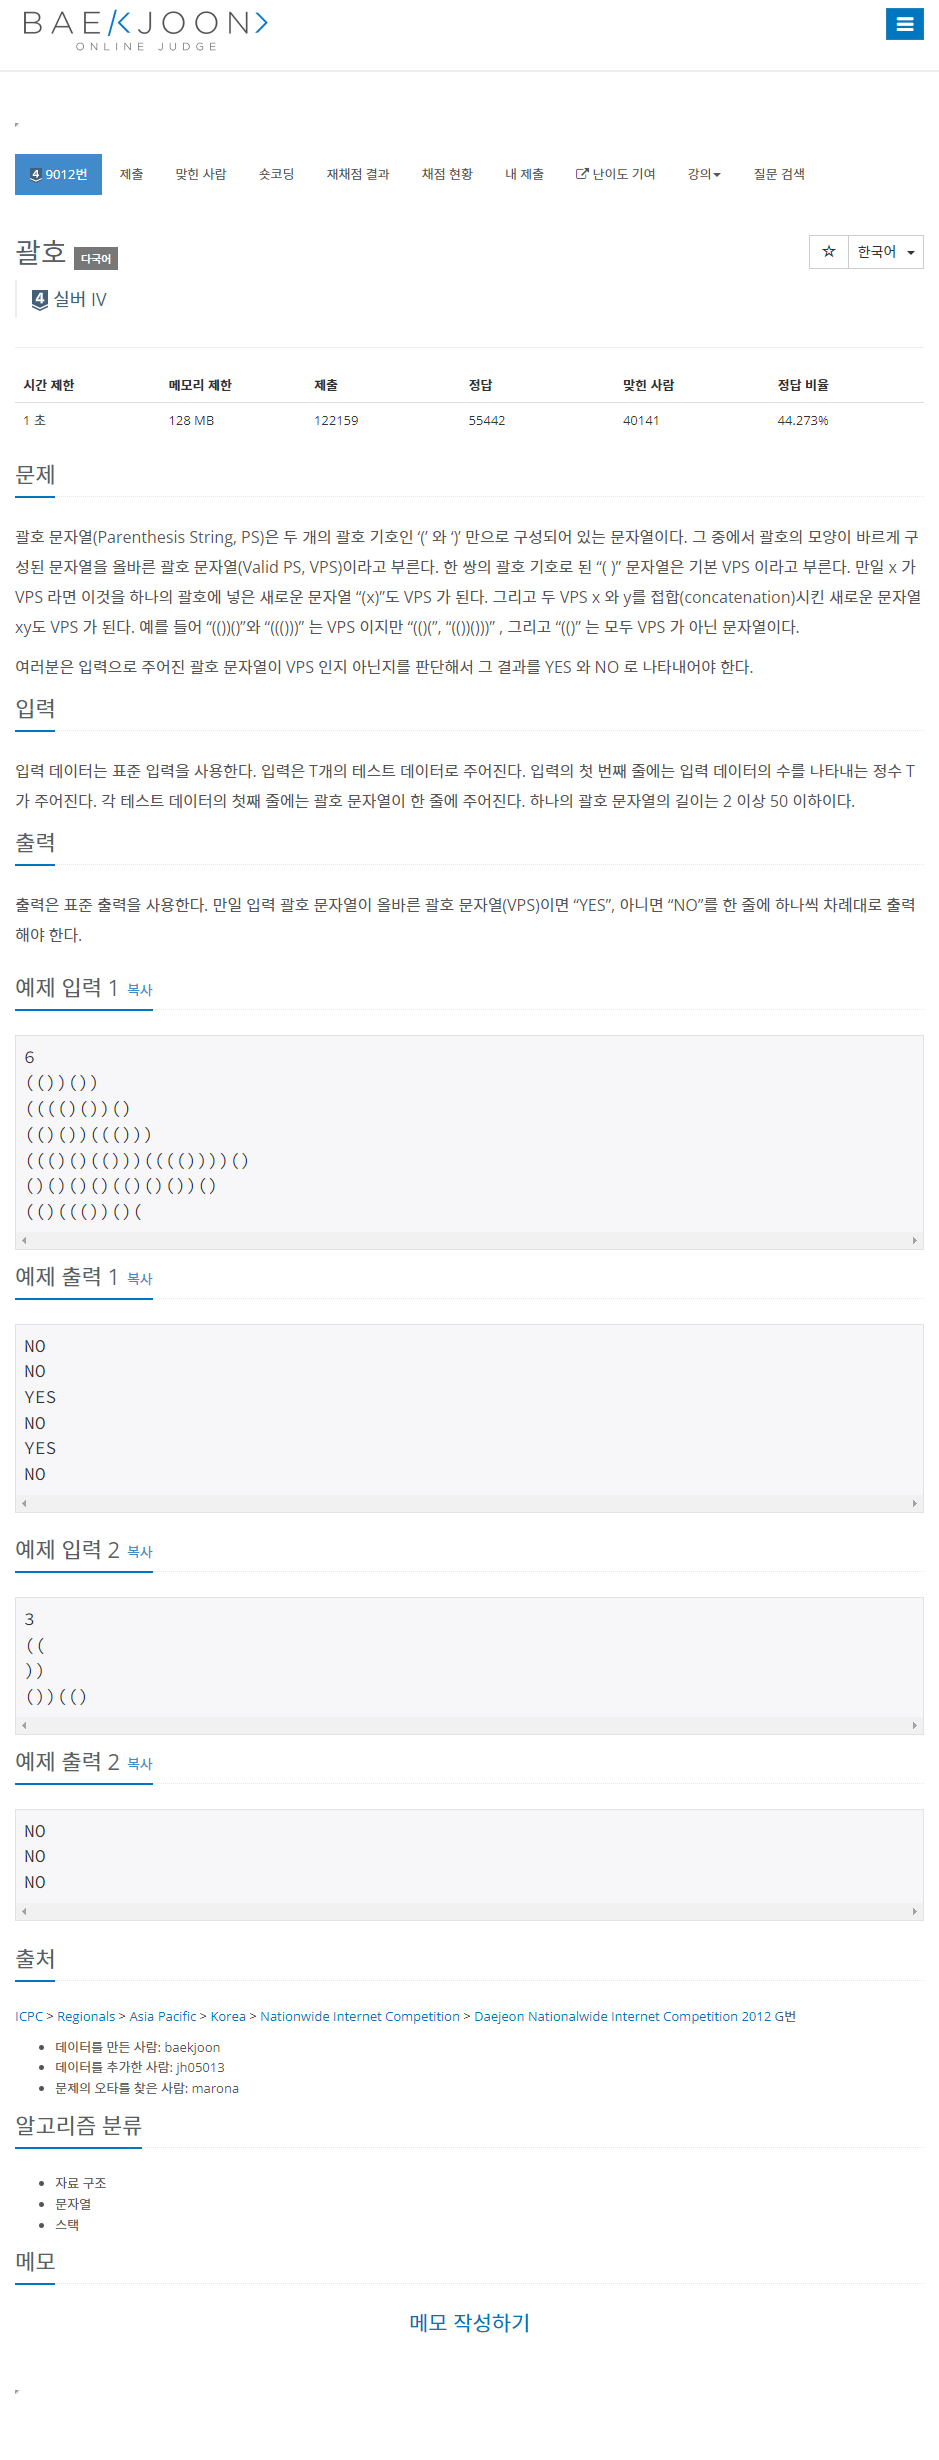 BAEKJOON>
ONLINE JUDGE
4 9012번 제출 맞힌 사람 숏코딩 재채점 결과 채점 현황 내 제출 난이도 기여 강의 질문 검색
괄호 다국어 ☆ 한국어
4 실버 IV
시간 제한 메모리 제한 제출 정답 맞힌 사람 정답 비율
1 초 128 MB 122159 55442 40141 44.273%
문제
괄호 문자열(Parenthesis String, PS)은 두 개의 괄호 기호인 ‘(’ 와 ‘)’ 만으로 구성되어 있는 문자열이다. 그 중에서 괄호의 모양이 바르게 구
성된 문자열을 올바른 괄호 문자열(Valid PS, VPS)이라고 부른다. 한 쌍의 괄호 기호로 된 “( )” 문자열은 기본 VPS 이라고 부른다. 만일 x 가
VPS 라면 이것을 하나의 괄호에 넣은 새로운 문자열 “(x)”도 VPS 가 된다. 그리고 두 VPS x 와 y를 접합(concatenation)시킨 새로운 문자열
xy도 VPS 가 된다. 예를 들어 “(())()”와 “((()))” 는 VPS 이지만 “(()(”, “(())()))” , 그리고 “(()” 는 모두 VPS 가 아닌 문자열이다.
여러분은 입력으로 주어진 괄호 문자열이 VPS 인지 아닌지를 판단해서 그 결과를 YES 와 NO 로 나타내어야 한다.
입력
입력 데이터는 표준 입력을 사용한다. 입력은 T개의 테스트 데이터로 주어진다. 입력의 첫 번째 줄에는 입력 데이터의 수를 나타내는 정수 T
가 주어진다. 각 테스트 데이터의 첫째 줄에는 괄호 문자열이 한 줄에 주어진다. 하나의 괄호 문자열의 길이는 2 이상 50 이하이다.
출력
출력은 표준 출력을 사용한다. 만일 입력 괄호 문자열이 올바른 괄호 문자열(VPS)이면 “YES”, 아니면 “NO”를 한 줄에 하나씩 차례대로 출력
해야 한다.
예제 입력 1 복사
6
(())())
(((()())()
(()())((()))
((()()(()))(((())))()
()()()()(()()())()
(()((())()(
예제 출력 1 복사
NO
NO
YES
NO
YES
NO
예제 입력 2 복사
3
((
))
())(()
예제 출력 2 복사
NO
NO
NO
출처
ICPC > Regionals > Asia Pacific > Korea > Nationwide Internet Competition > Daejeon Nationalwide Internet Competition 2012 G번
• 데이터를 만든 사람: baekjoon
• 데이터를 추가한 사람: jh05013
• 문제의 오타를 찾은 사람: marona
알고리즘 분류
• 자료 구조
• 문자열
• 스택
메모
메모 작성하기